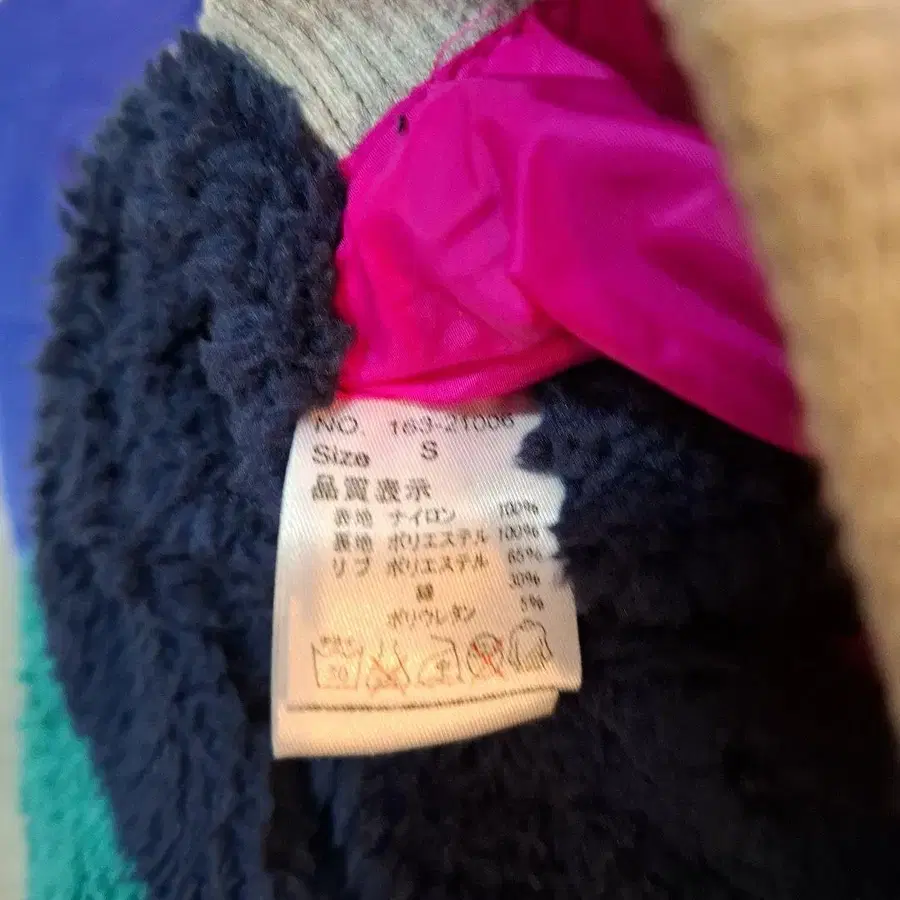 NO. 163-21006
Size S
品質表示
表地 ナイロン 100%
裏地 ポリエステル 100%
リブ ポリエステル 65%
綿 30%
ポリウレタン 5%